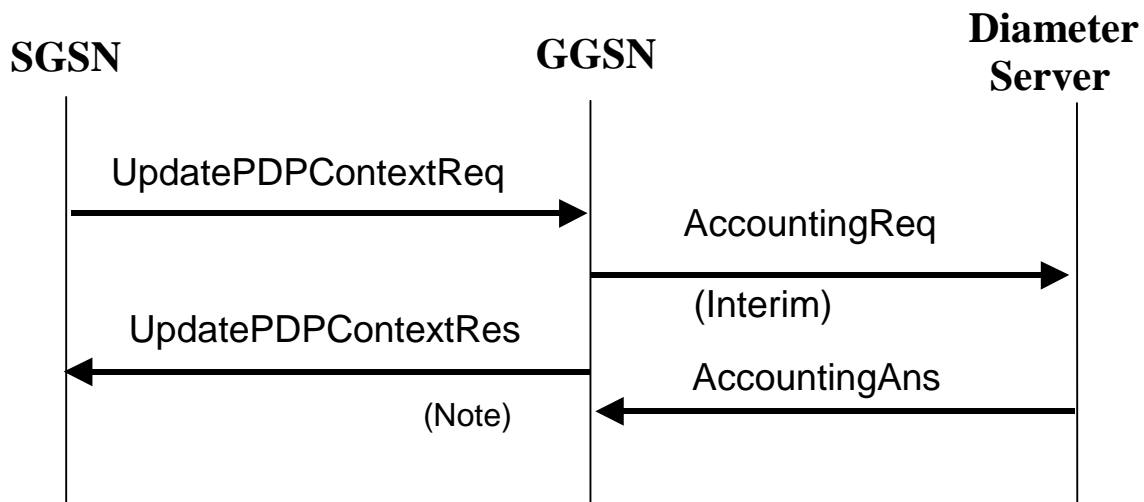 SGSN
GGSN
Diameter
Server
UpdatePDPContextReq
AccountingReq
(Interim)
UpdatePDPContextRes
AccountingAns
(Note)